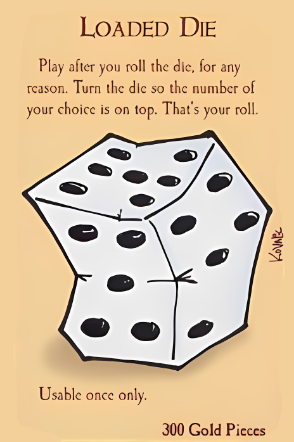 LOADED DIE
Play after you roll the die, for any
reason. Turn the die so the number of
your choice is on top. That's your roll.
KOVALIC
Usable once only.
300 Gold Pieces